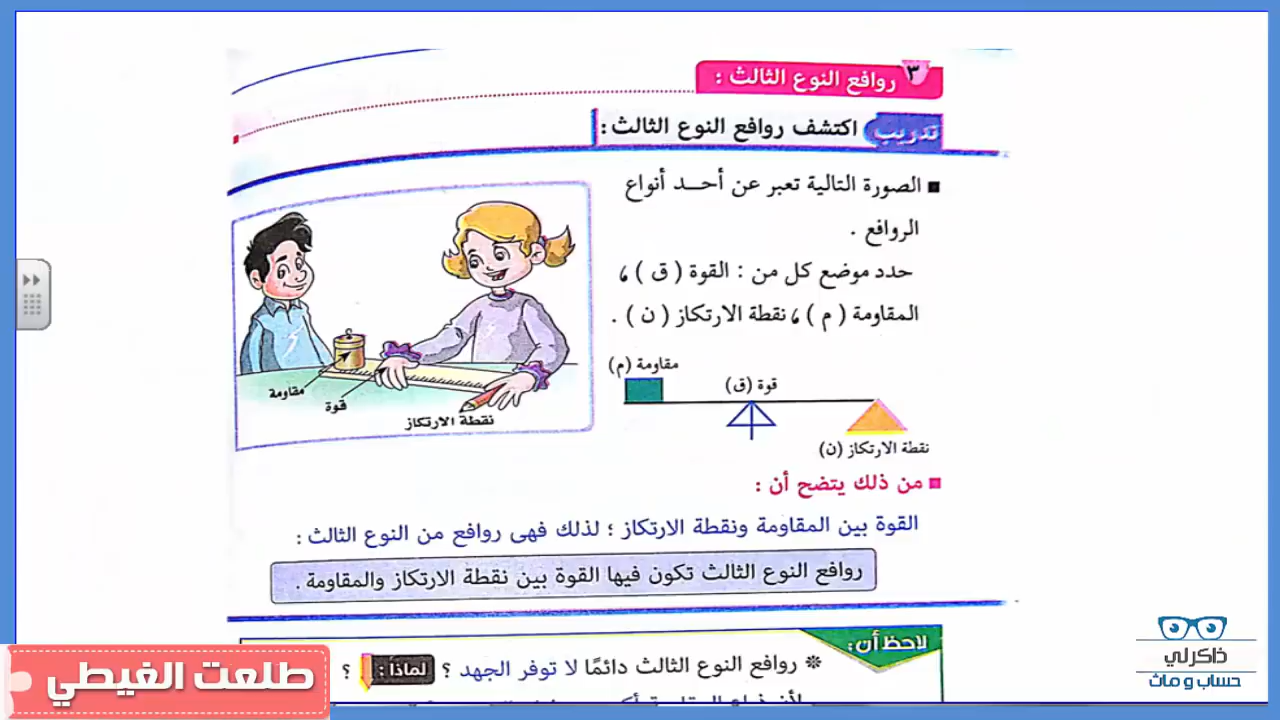 ٣ روافع النوع الثالث :
تدريب اكتشف روافع النوع الثالث :
■ الصورة التالية تعبر عن أحـد أنواع
الروافع .
حدد موضع كل من : القوة ( ق ) ،
المقاومة ( م ) ، نقطة الارتكاز ( ن ) .
مقاومة
قوة
نقطة الارتكاز
مقاومة (م)
قوة (ق)
نقطة الارتكاز (ن)
■ من ذلك يتضح أن :
القوة بين المقاومة ونقطة الارتكاز ؛ لذلك فهى روافع من النوع الثالث :
روافع النوع الثالث تكون فيها القوة بين نقطة الارتكاز والمقاومة .
لاحظ أن :
* روافع النوع الثالث دائمًا لا توفر الجهد ؟ لماذا : ؟
طلعت الغيطي
ذاكرلي
حساب و ماث